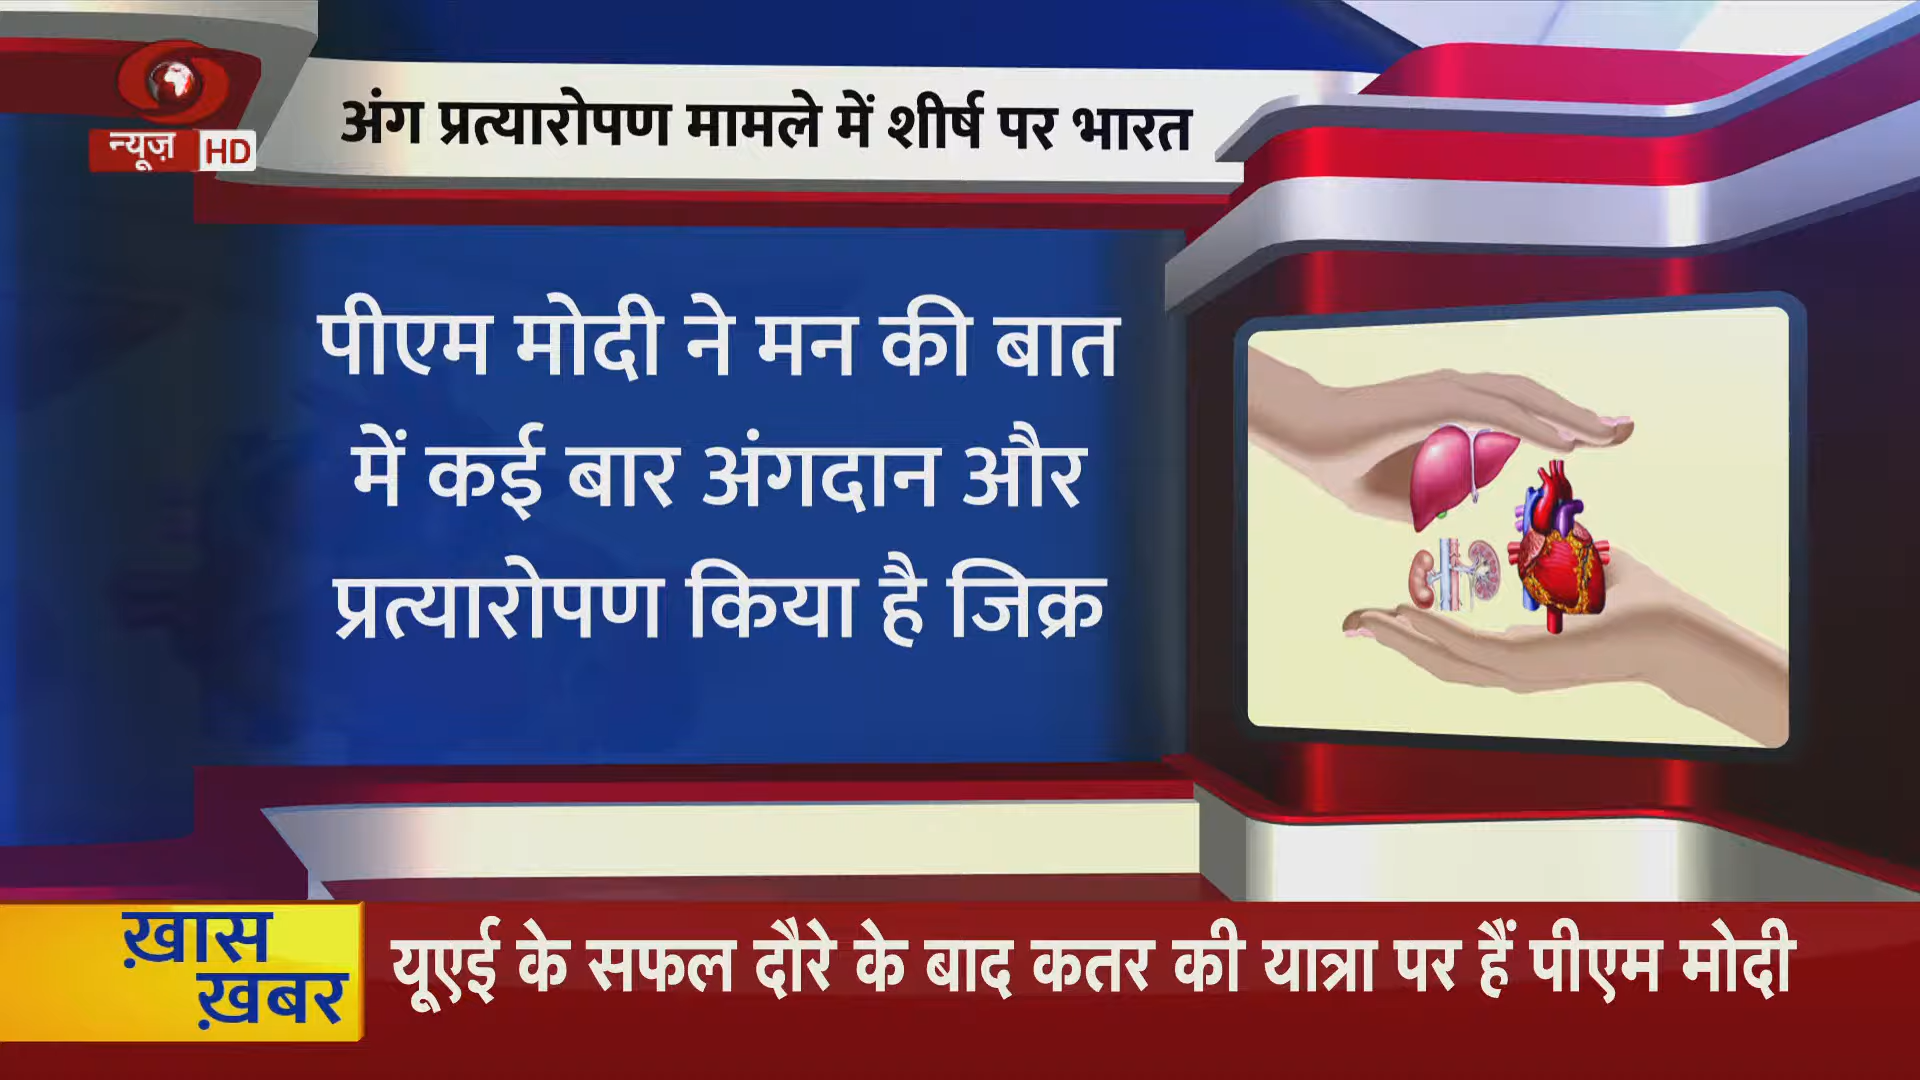 न्यूज़ HD
अंग प्रत्यारोपण मामले में शीर्ष पर भारत
पीएम मोदी ने मन की बात
में कई बार अंगदान और
प्रत्यारोपण किया है जिक्र
ख़ास
ख़बर
यूएई के सफल दौरे के बाद कतर की यात्रा पर हैं पीएम मोदी